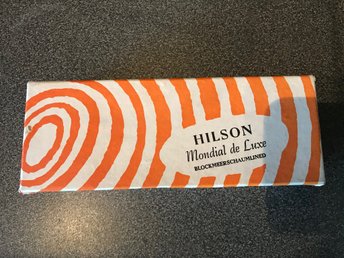 HILSON
Mondial de Luxe
BLOCKMEERSCHAUMLINED